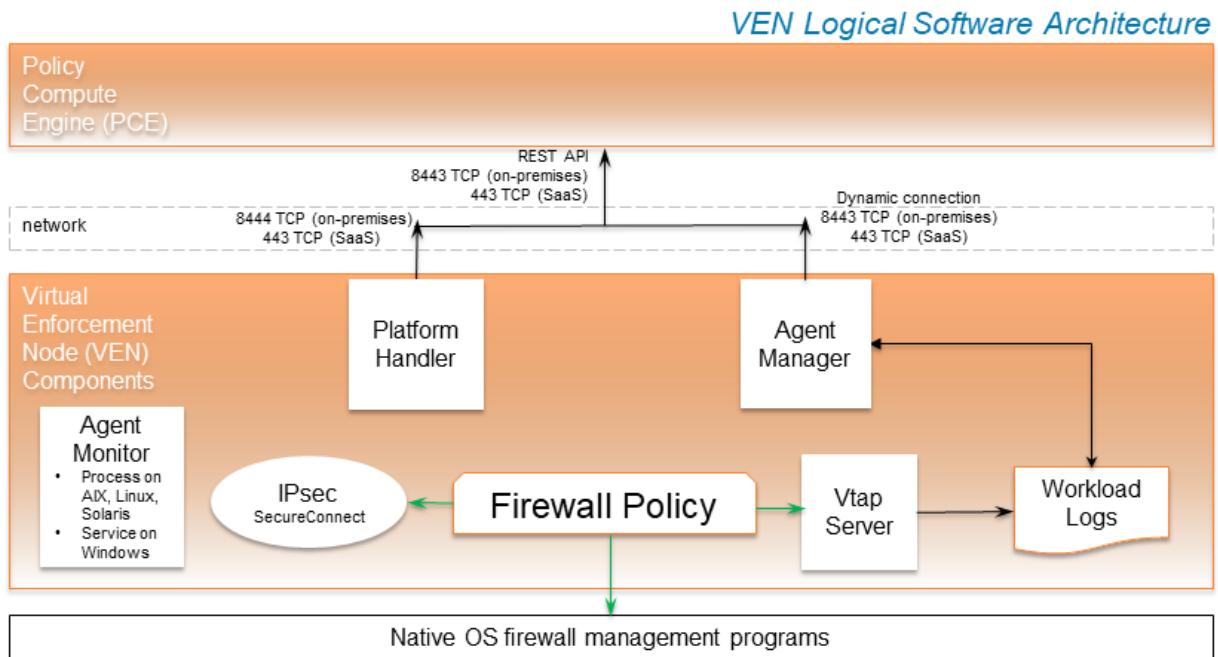 VEN Logical Software Architecture
Policy
Compute
Engine (PCE)
REST API
8443 TCP (on-premises)
443 TCP (SaaS)
network
8444 TCP (on-premises)
443 TCP (SaaS)
Dynamic connection
8443 TCP (on-premises)
443 TCP (SaaS)
Virtual
Enforcement
Node (VEN)
Components
Platform
Handler
Agent
Manager
Agent
Monitor
• Process on
AIX, Linux,
Solaris
• Service on
Windows
IPsec
SecureConnect
Firewall Policy
Vtap
Server
Workload
Logs
Native OS firewall management programs